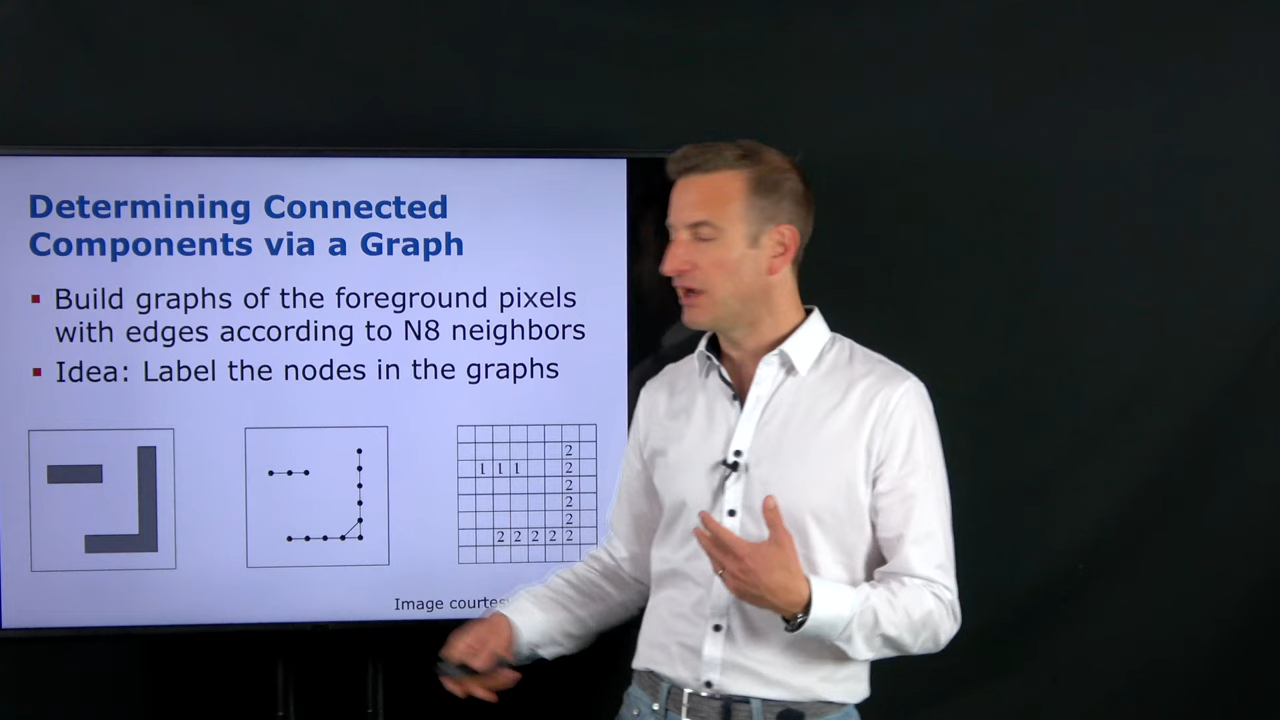 Determining Connected
Components via a Graph
▪ Build graphs of the foreground pixels
with edges according to N8 neighbors
▪ Idea: Label the nodes in the graphs
2
1 1 1 2
2
2
2
2 2 2 2 2
Image